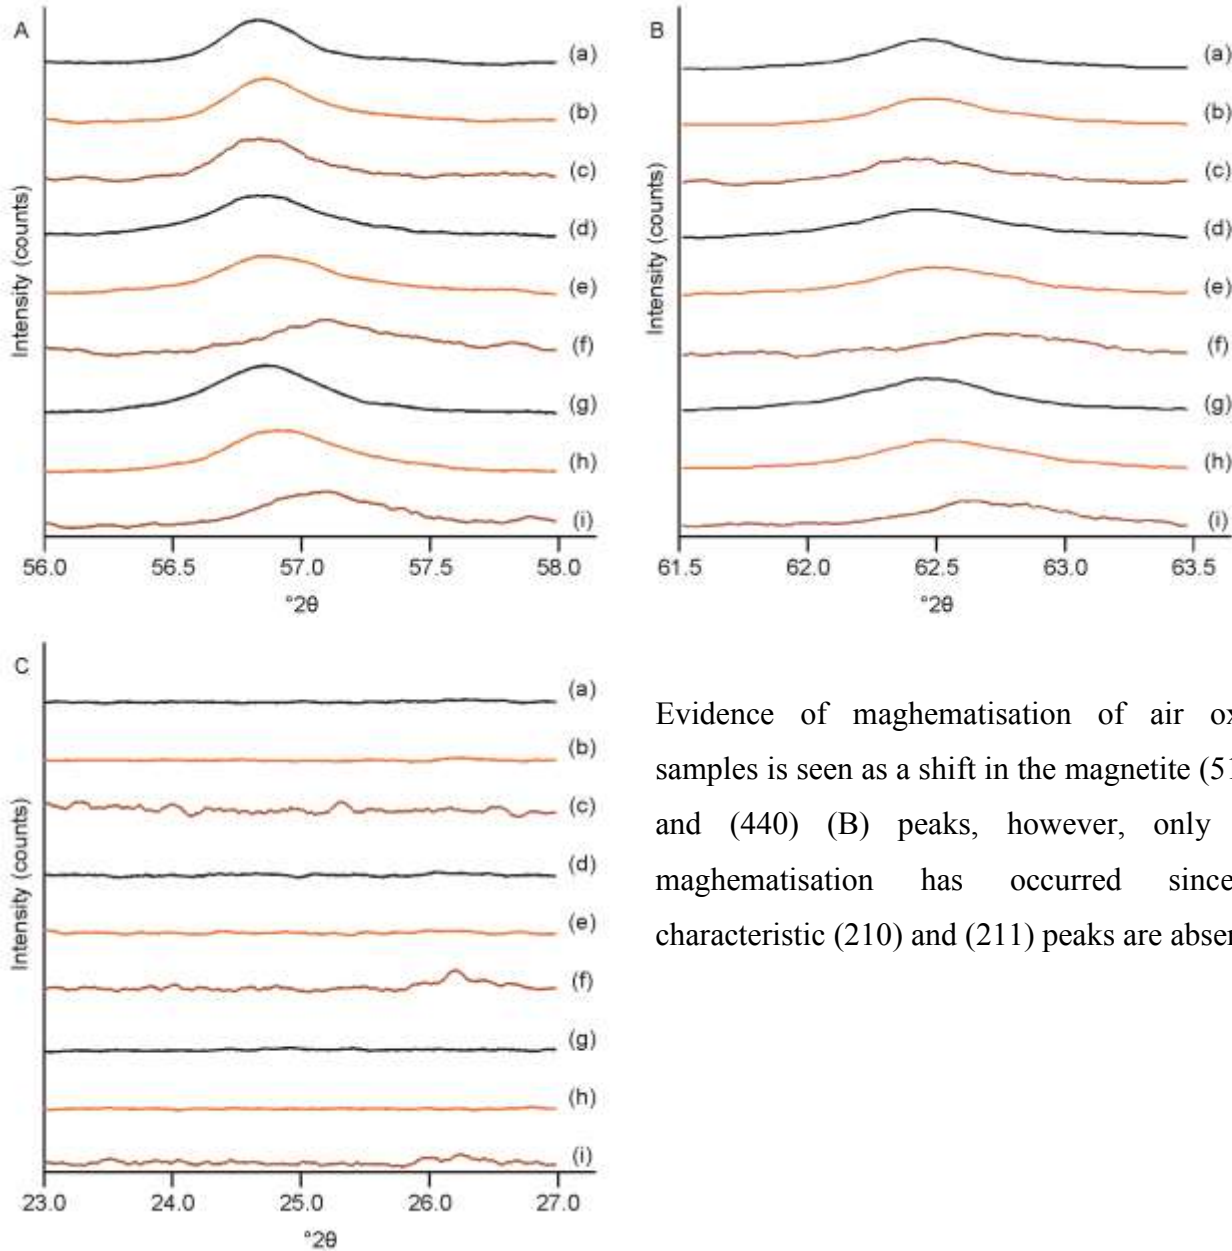 A
(a)
(b)
(c)
(d)
(e)
(f)
(g)
(h)
(i)
Intensity (counts)
56.0 56.5 57.0 57.5 58.0
°2θ
B
(a)
(b)
(c)
(d)
(e)
(f)
(g)
(h)
(i)
Intensity (counts)
61.5 62.0 62.5 63.0 63.5
°2θ
C
(a)
(b)
(c)
(d)
(e)
(f)
(g)
(h)
(i)
Intensity (counts)
23.0 24.0 25.0 26.0 27.0
°2θ
Evidence of maghematisation of air
samples is seen as a shift in the magnetite
and (440) (B) peaks, however, only
maghematisation has occurred since
characteristic (210) and (211) peaks are